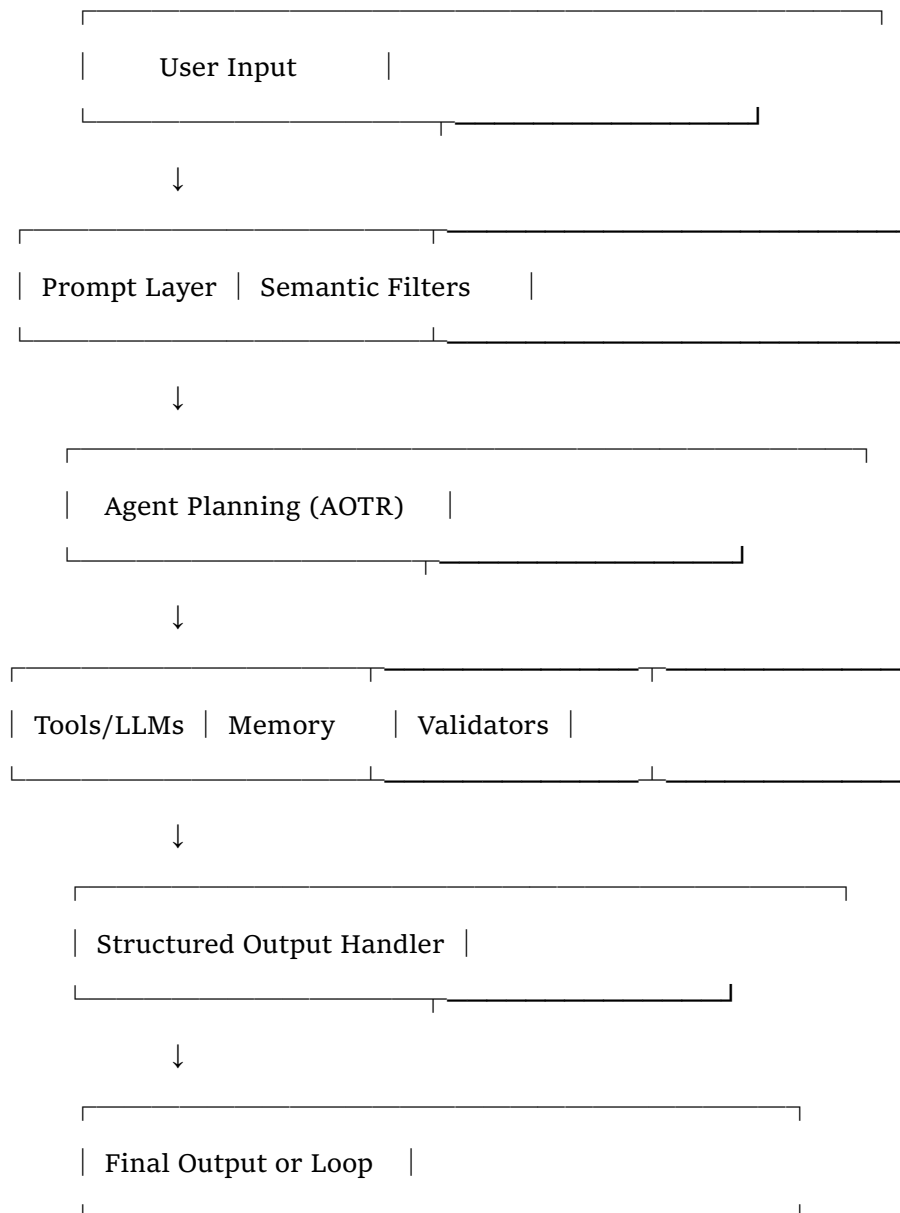 User Input
↓
Prompt Layer | Semantic Filters
↓
Agent Planning (AOTR)
↓
Tools/LLMs | Memory | Validators
↓
Structured Output Handler
↓
Final Output or Loop